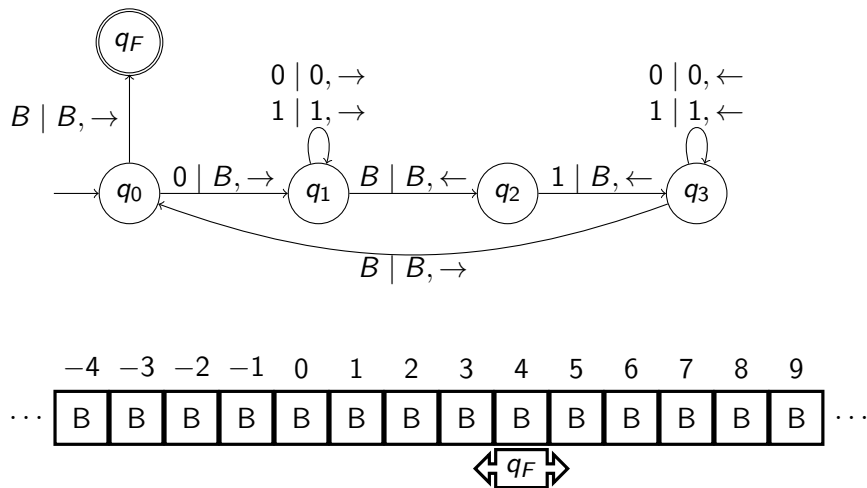 q_F
0 | 0, → 0 | 0, ←
B | B, → 1 | 1, → 1 | 1, ←
q_0 0 | B, → q_1 B | B, ← q_2 1 | B, ← q_3
B | B, →
−4 −3 −2 −1 0 1 2 3 4 5 6 7 8 9
··· B B B B B B B B B B B B B B ···
q_F